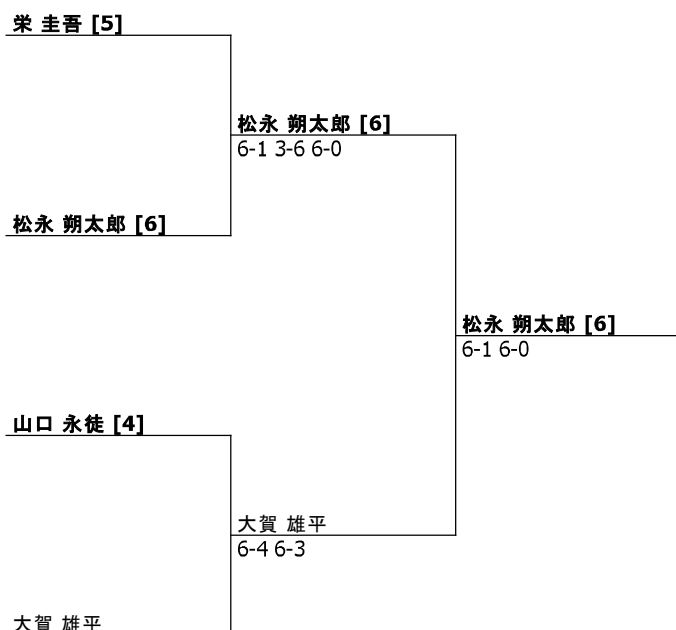 栄 圭吾 [5]
松永 朔太郎 [6]
6-1 3-6 6-0
松永 朔太郎 [6]
松永 朔太郎 [6]
6-1 6-0
山口 永徒 [4]
大賀 雄平
6-4 6-3
大賀 雄平